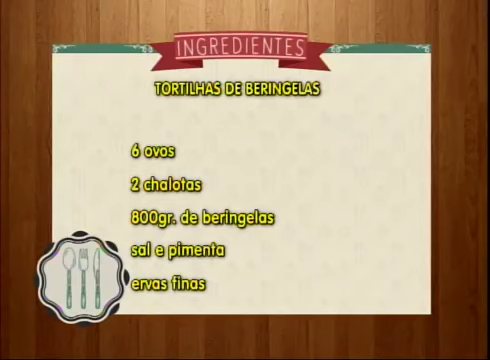 INGREDIENTES
TORTILHAS DE BERINGELAS
6 ovos
2 chalotas
800gr. de beringelas
sal e pimenta
ervas finas